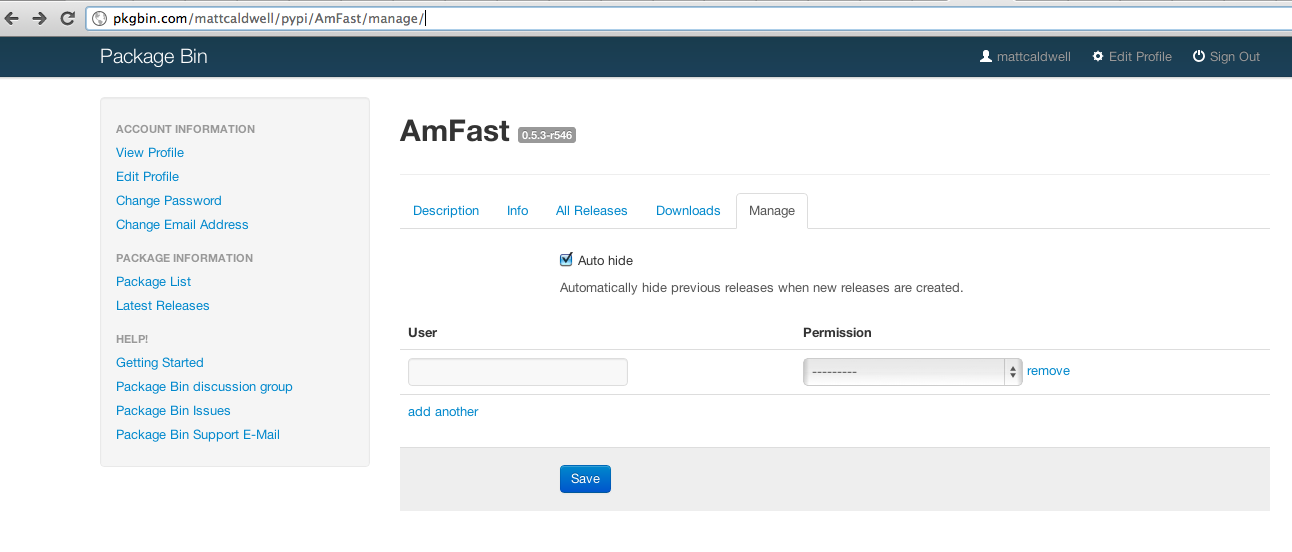 pkgbin.com/mattcaldwell/pypi/AmFast/manage/
Package Bin mattcaldwell Edit Profile Sign Out
ACCOUNT INFORMATION
View Profile
Edit Profile
Change Password
Change Email Address
PACKAGE INFORMATION
Package List
Latest Releases
HELP!
Getting Started
Package Bin discussion group
Package Bin Issues
Package Bin Support E-Mail
AmFast 0.5.3-r546
Description Info All Releases Downloads Manage
Auto hide
Automatically hide previous releases when new releases are created.
User Permission
--------- remove
add another
Save